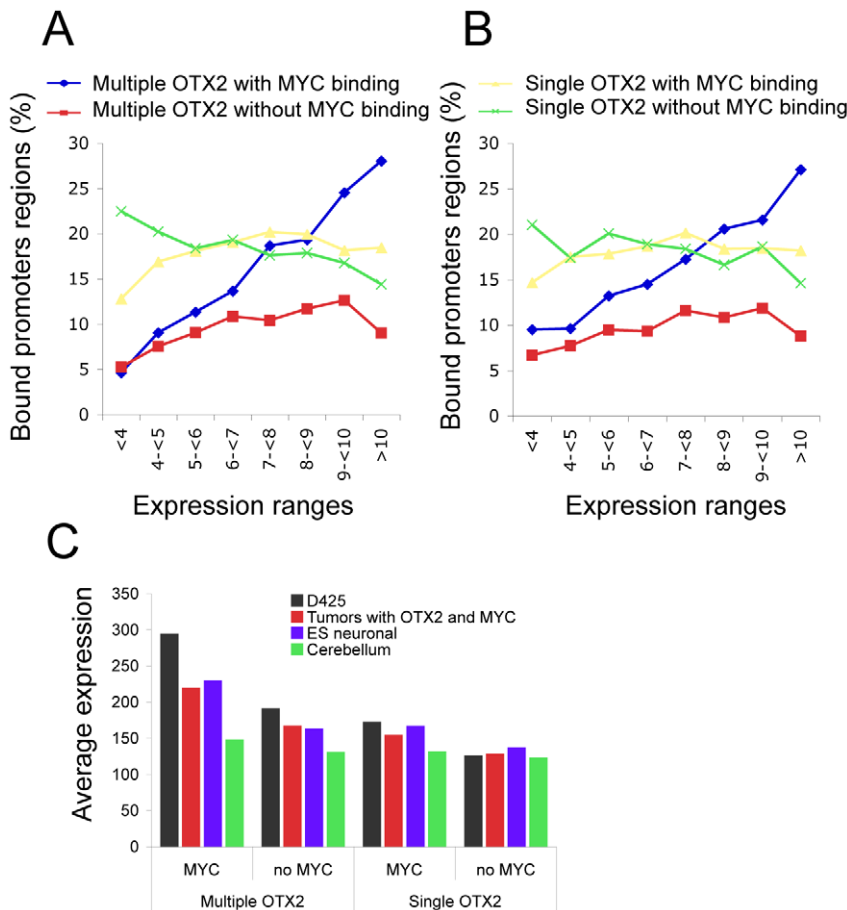 A
Multiple OTX2 with MYC binding
Multiple OTX2 without MYC binding
Bound promoters regions (%)
30
25
20
15
10
5
0
<4
4-<5
5-<6
6-<7
7-<8
8-<9
9-<10
>10
Expression ranges
B
Single OTX2 with MYC binding
Single OTX2 without MYC binding
Bound promoters regions (%)
30
25
20
15
10
5
0
<4
4-<5
5-<6
6-<7
7-<8
8-<9
9-<10
>10
Expression ranges
C
Average expression
350
300
250
200
150
100
50
0
D425
Tumors with OTX2 and MYC
ES neuronal
Cerebellum
MYC
no MYC
MYC
no MYC
Multiple OTX2
Single OTX2